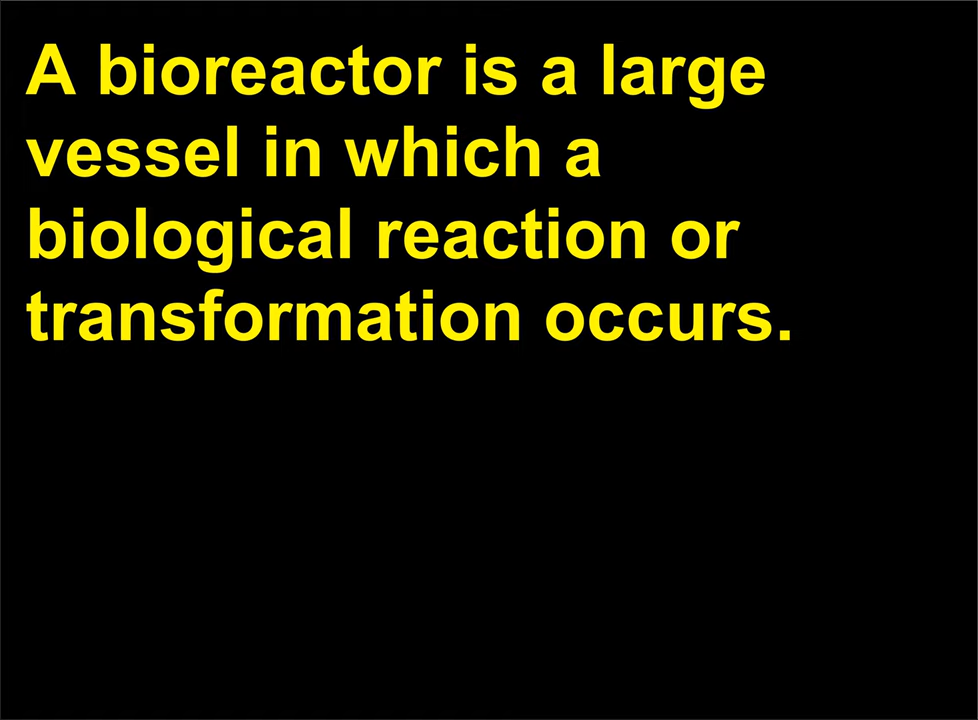 A bioreactor is a large
vessel in which a
biological reaction or
transformation occurs.